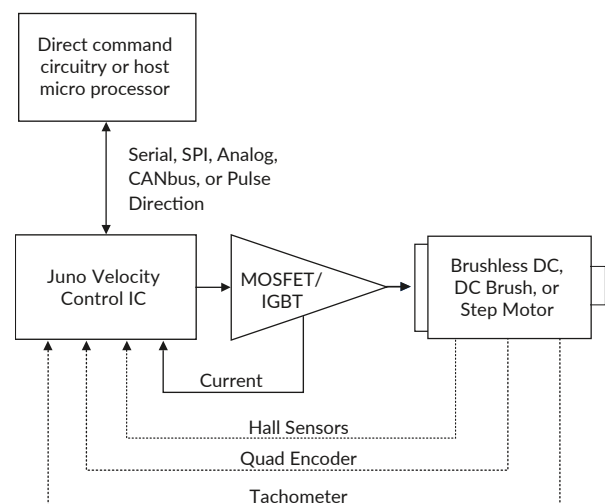 Direct command
circuitry or host
micro processor
Serial, SPI, Analog,
CANbus, or Pulse
Direction
Juno Velocity
Control IC
MOSFET/
IGBT
Brushless DC,
DC Brush, or
Step Motor
Current
Hall Sensors
Quad Encoder
Tachometer